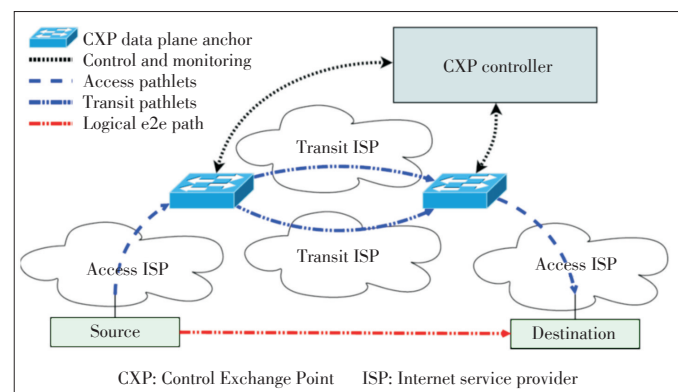 CXP data plane anchor
Control and monitoring
Access pathlets
Transit pathlets
Logical e2e path
CXP controller
Transit ISP
Transit ISP
Access ISP
Access ISP
Source
Destination
CXP: Control Exchange Point ISP: Internet service provider